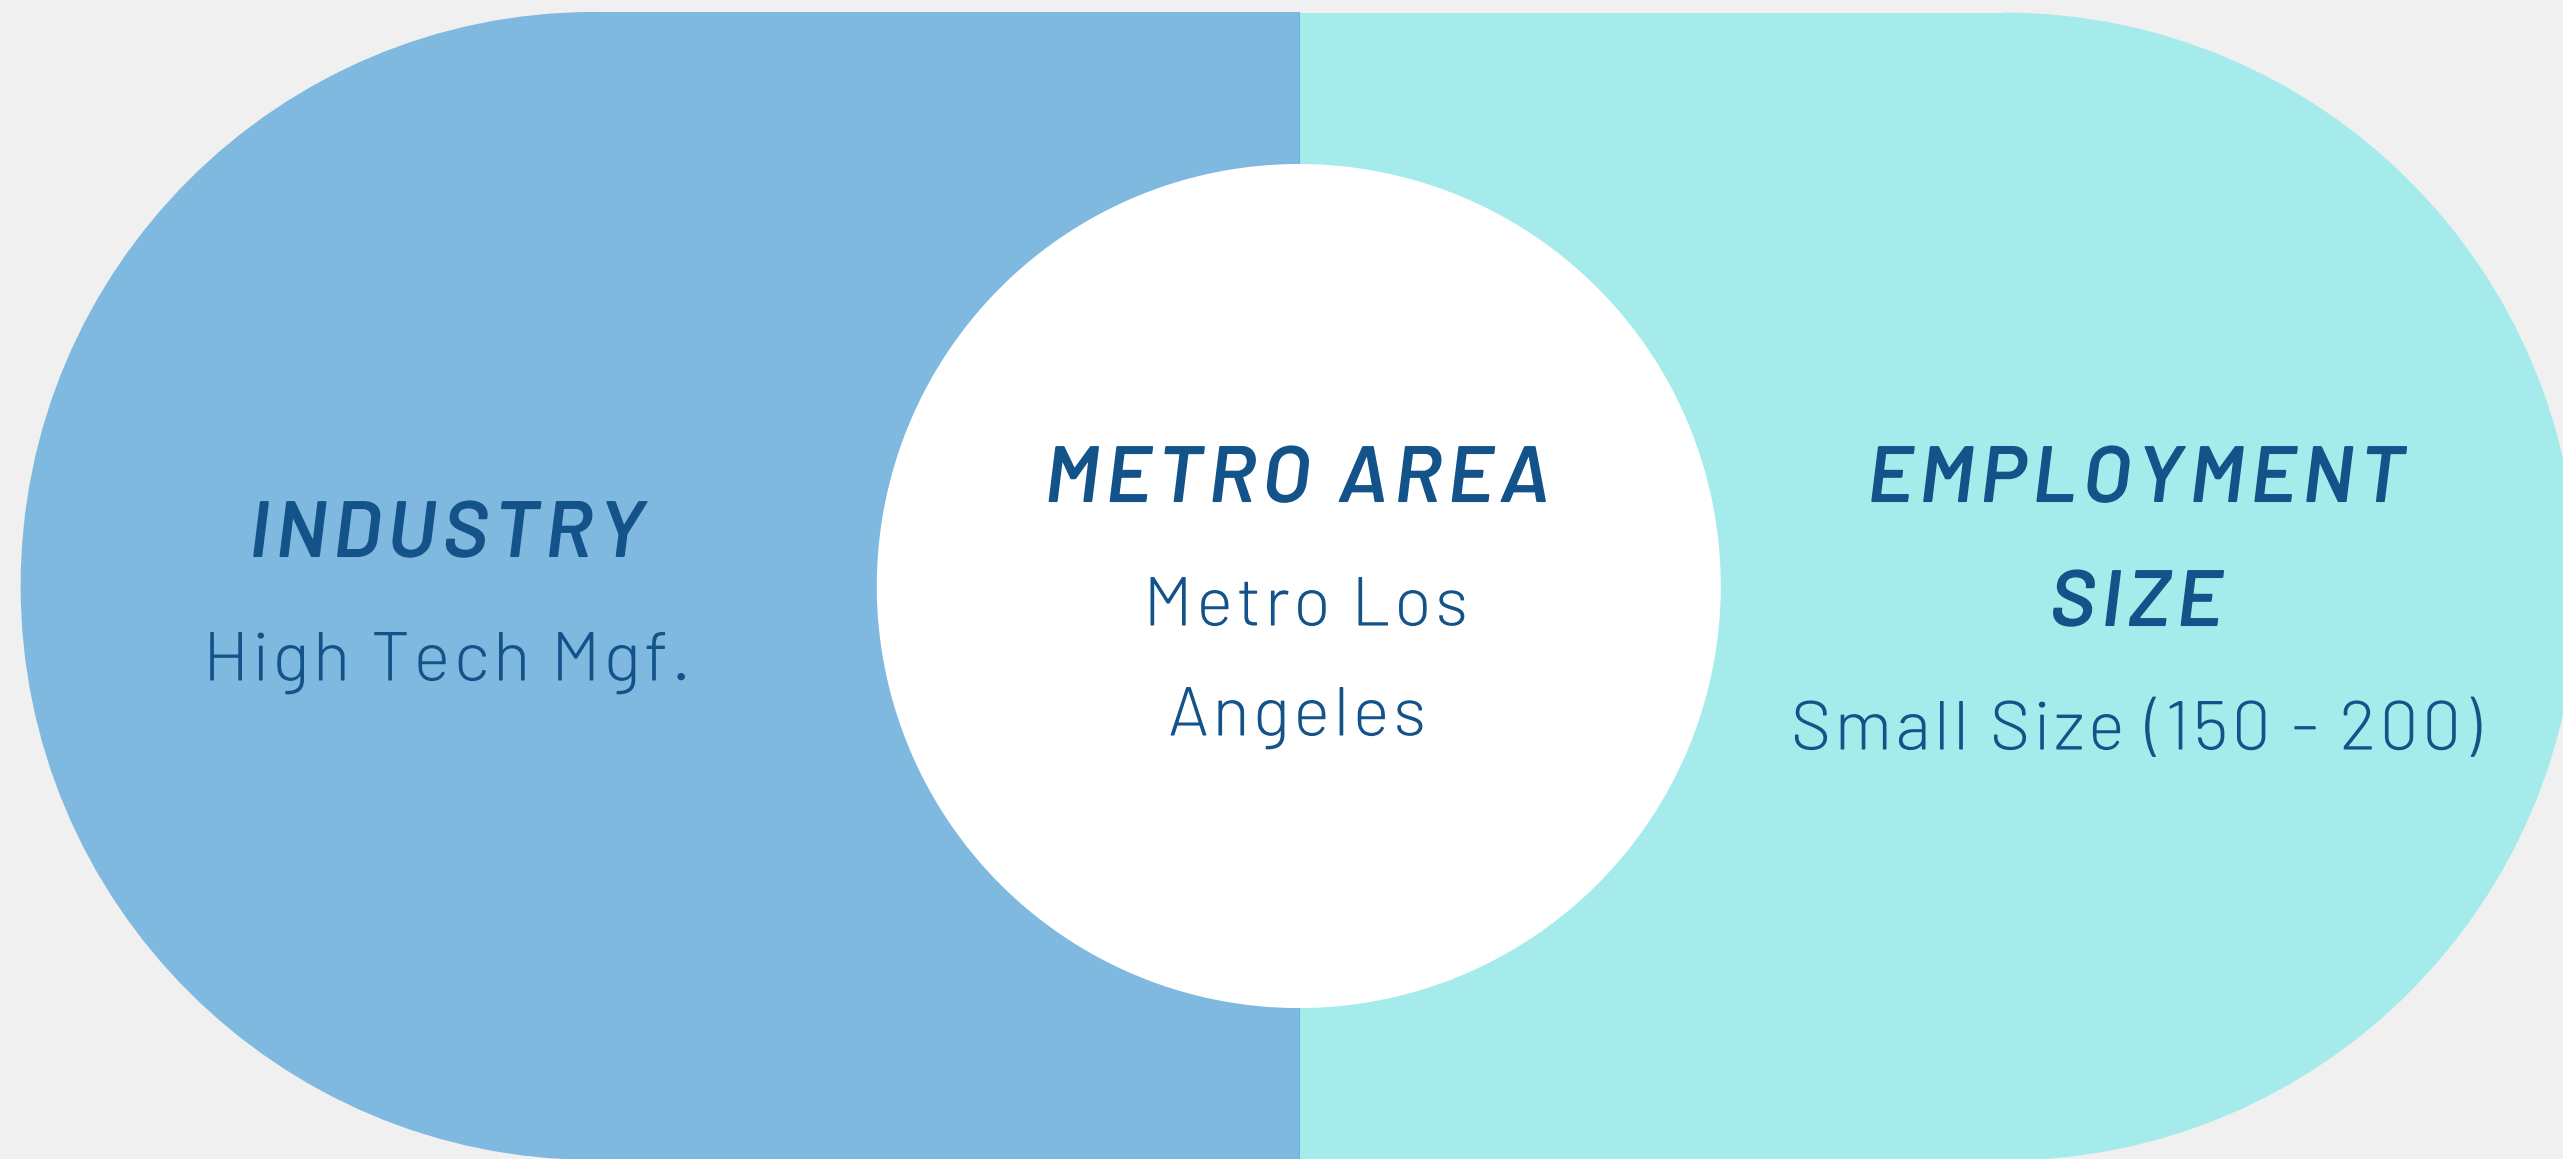 INDUSTRY
High Tech Mgf.
METRO AREA
Metro Los
Angeles
EMPLOYMENT
SIZE
Small Size (150 - 200)